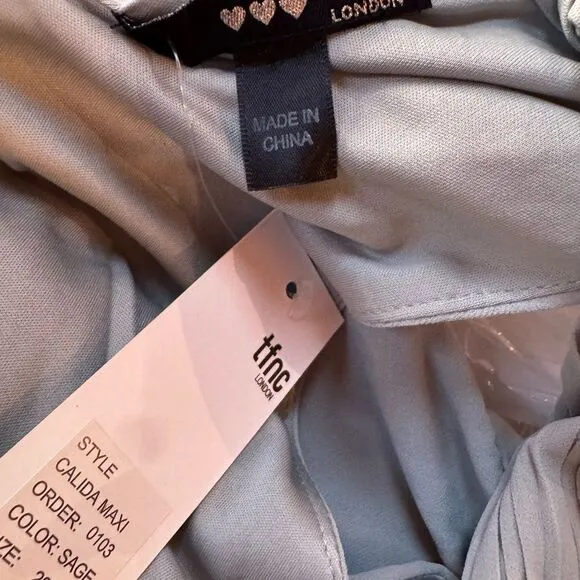 LONDON
MADE IN
CHINA
tfnc
LONDON
STYLE
CALIDA MAXI
ORDER: 0103
COLOR: SAGE